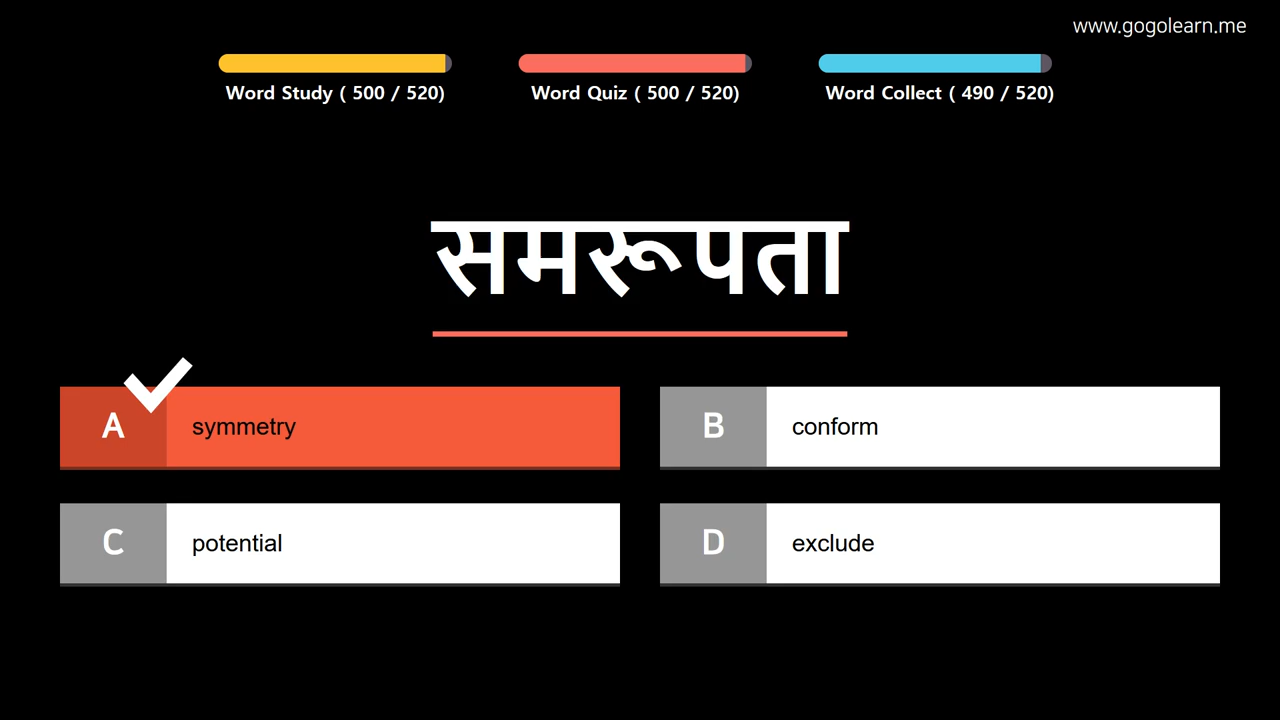 www.gogolearn.me
Word Study ( 500 / 520)
Word Quiz ( 500 / 520)
Word Collect ( 490 / 520)
समरूपता
A symmetry
B conform
C potential
D exclude